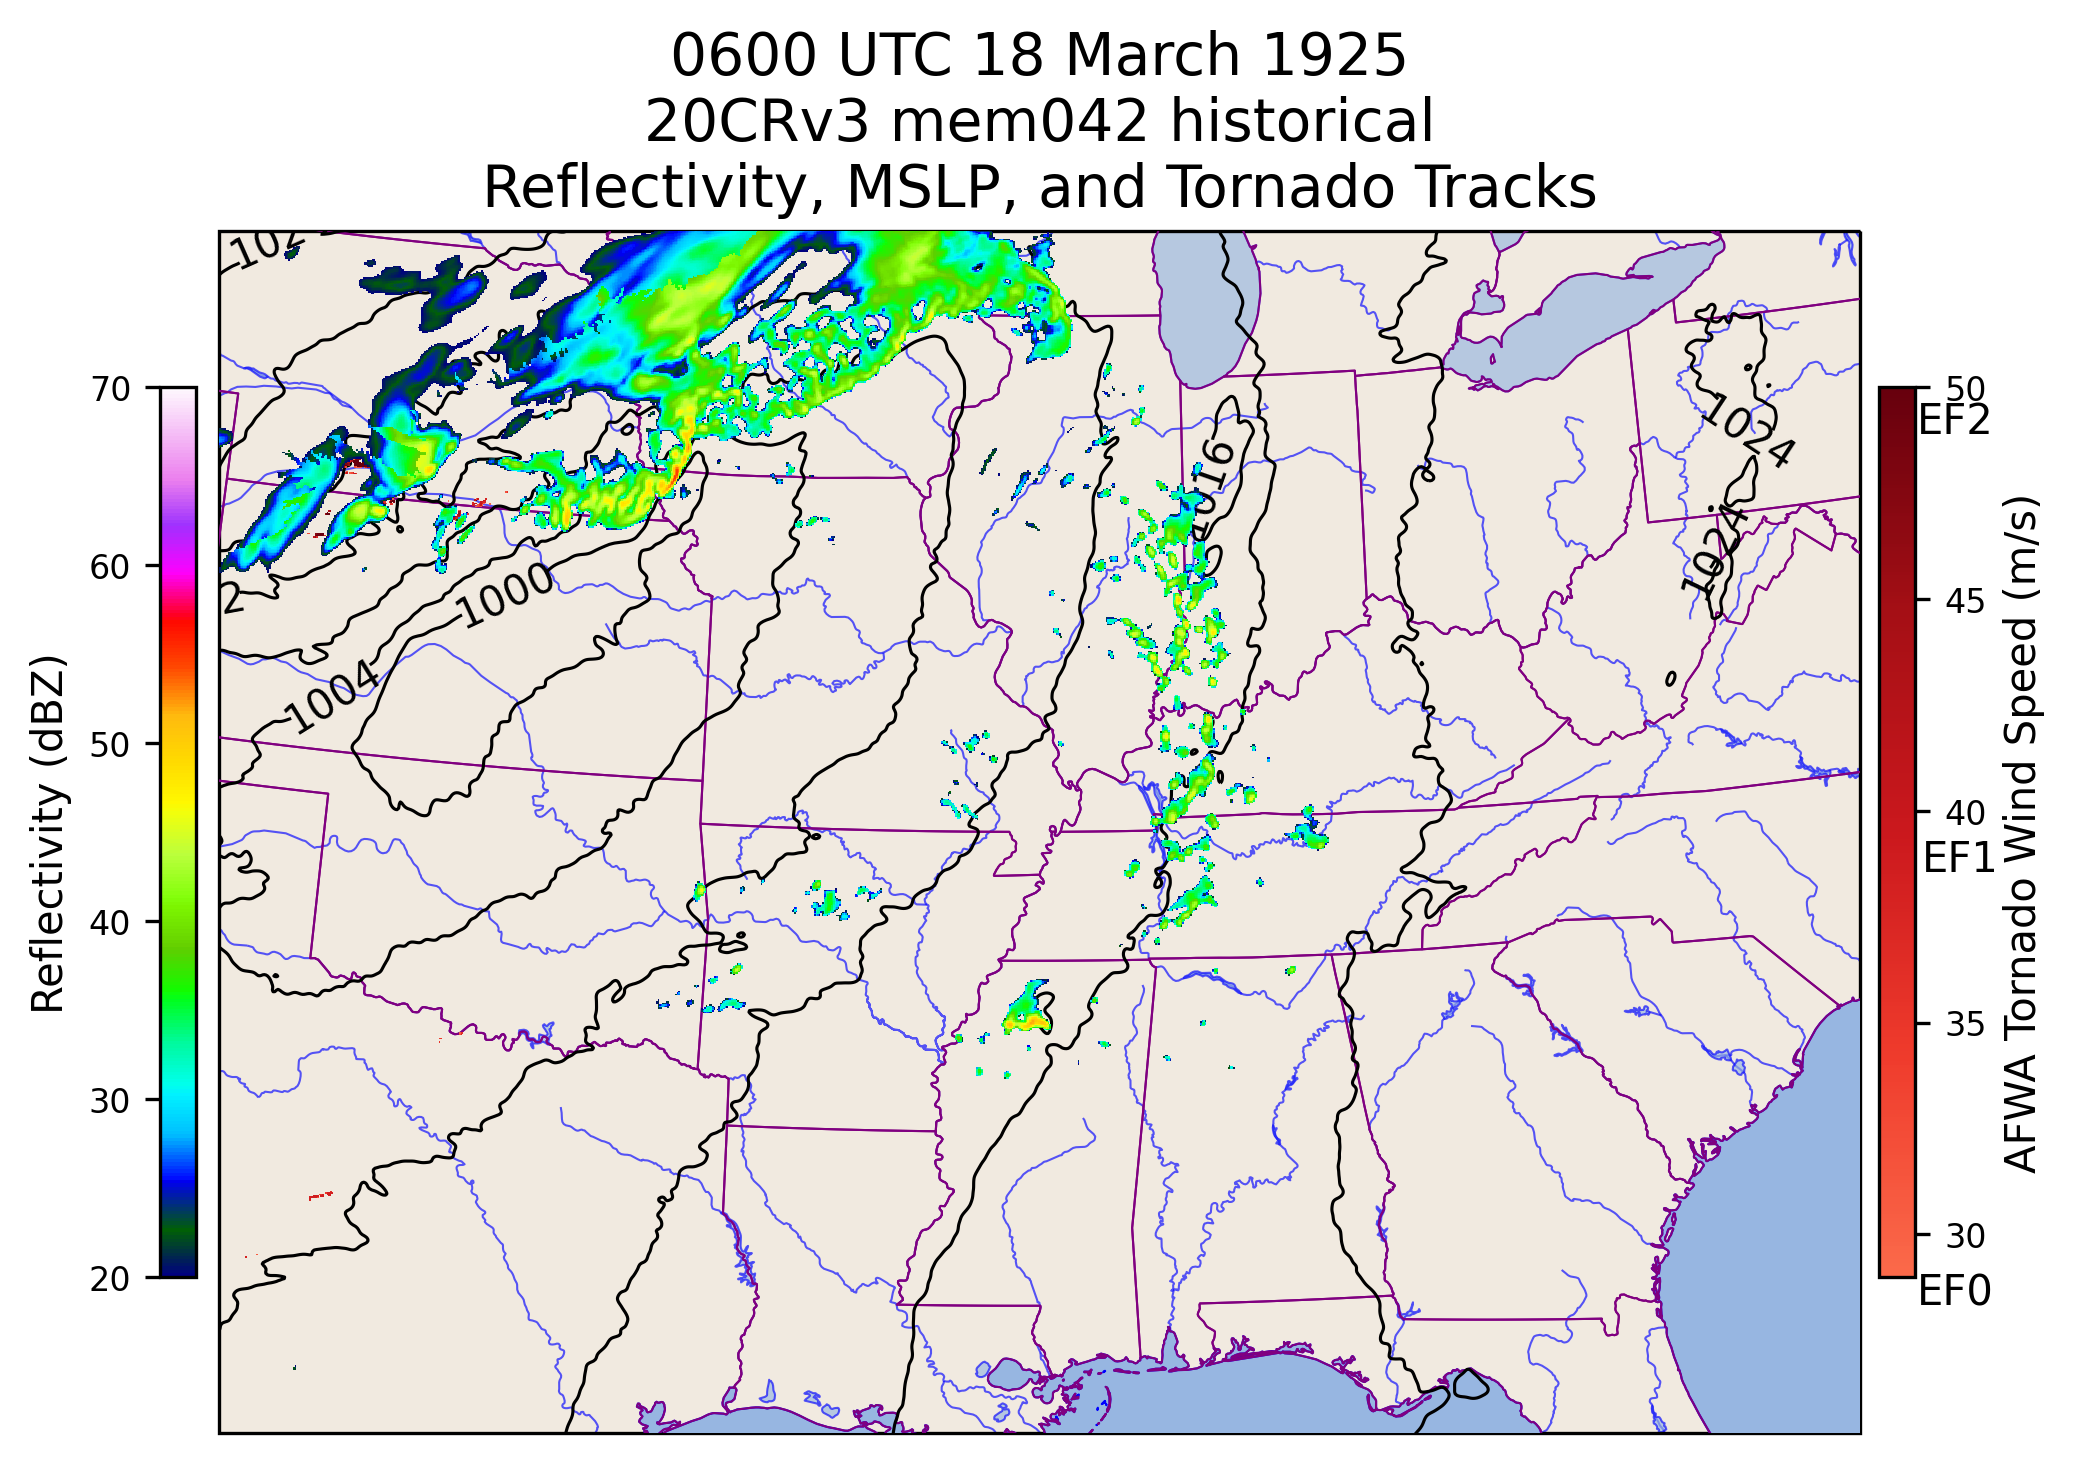 0600 UTC 18 March 1925
20CRv3 mem042 historical
Reflectivity, MSLP, and Tornado Tracks
102
1024
1016
1024
1000
1004
2
Reflectivity (dBZ)
70
60
50
40
30
20
50
EF2
45
40
EF1
35
30
EF0
AFWA Tornado Wind Speed (m/s)